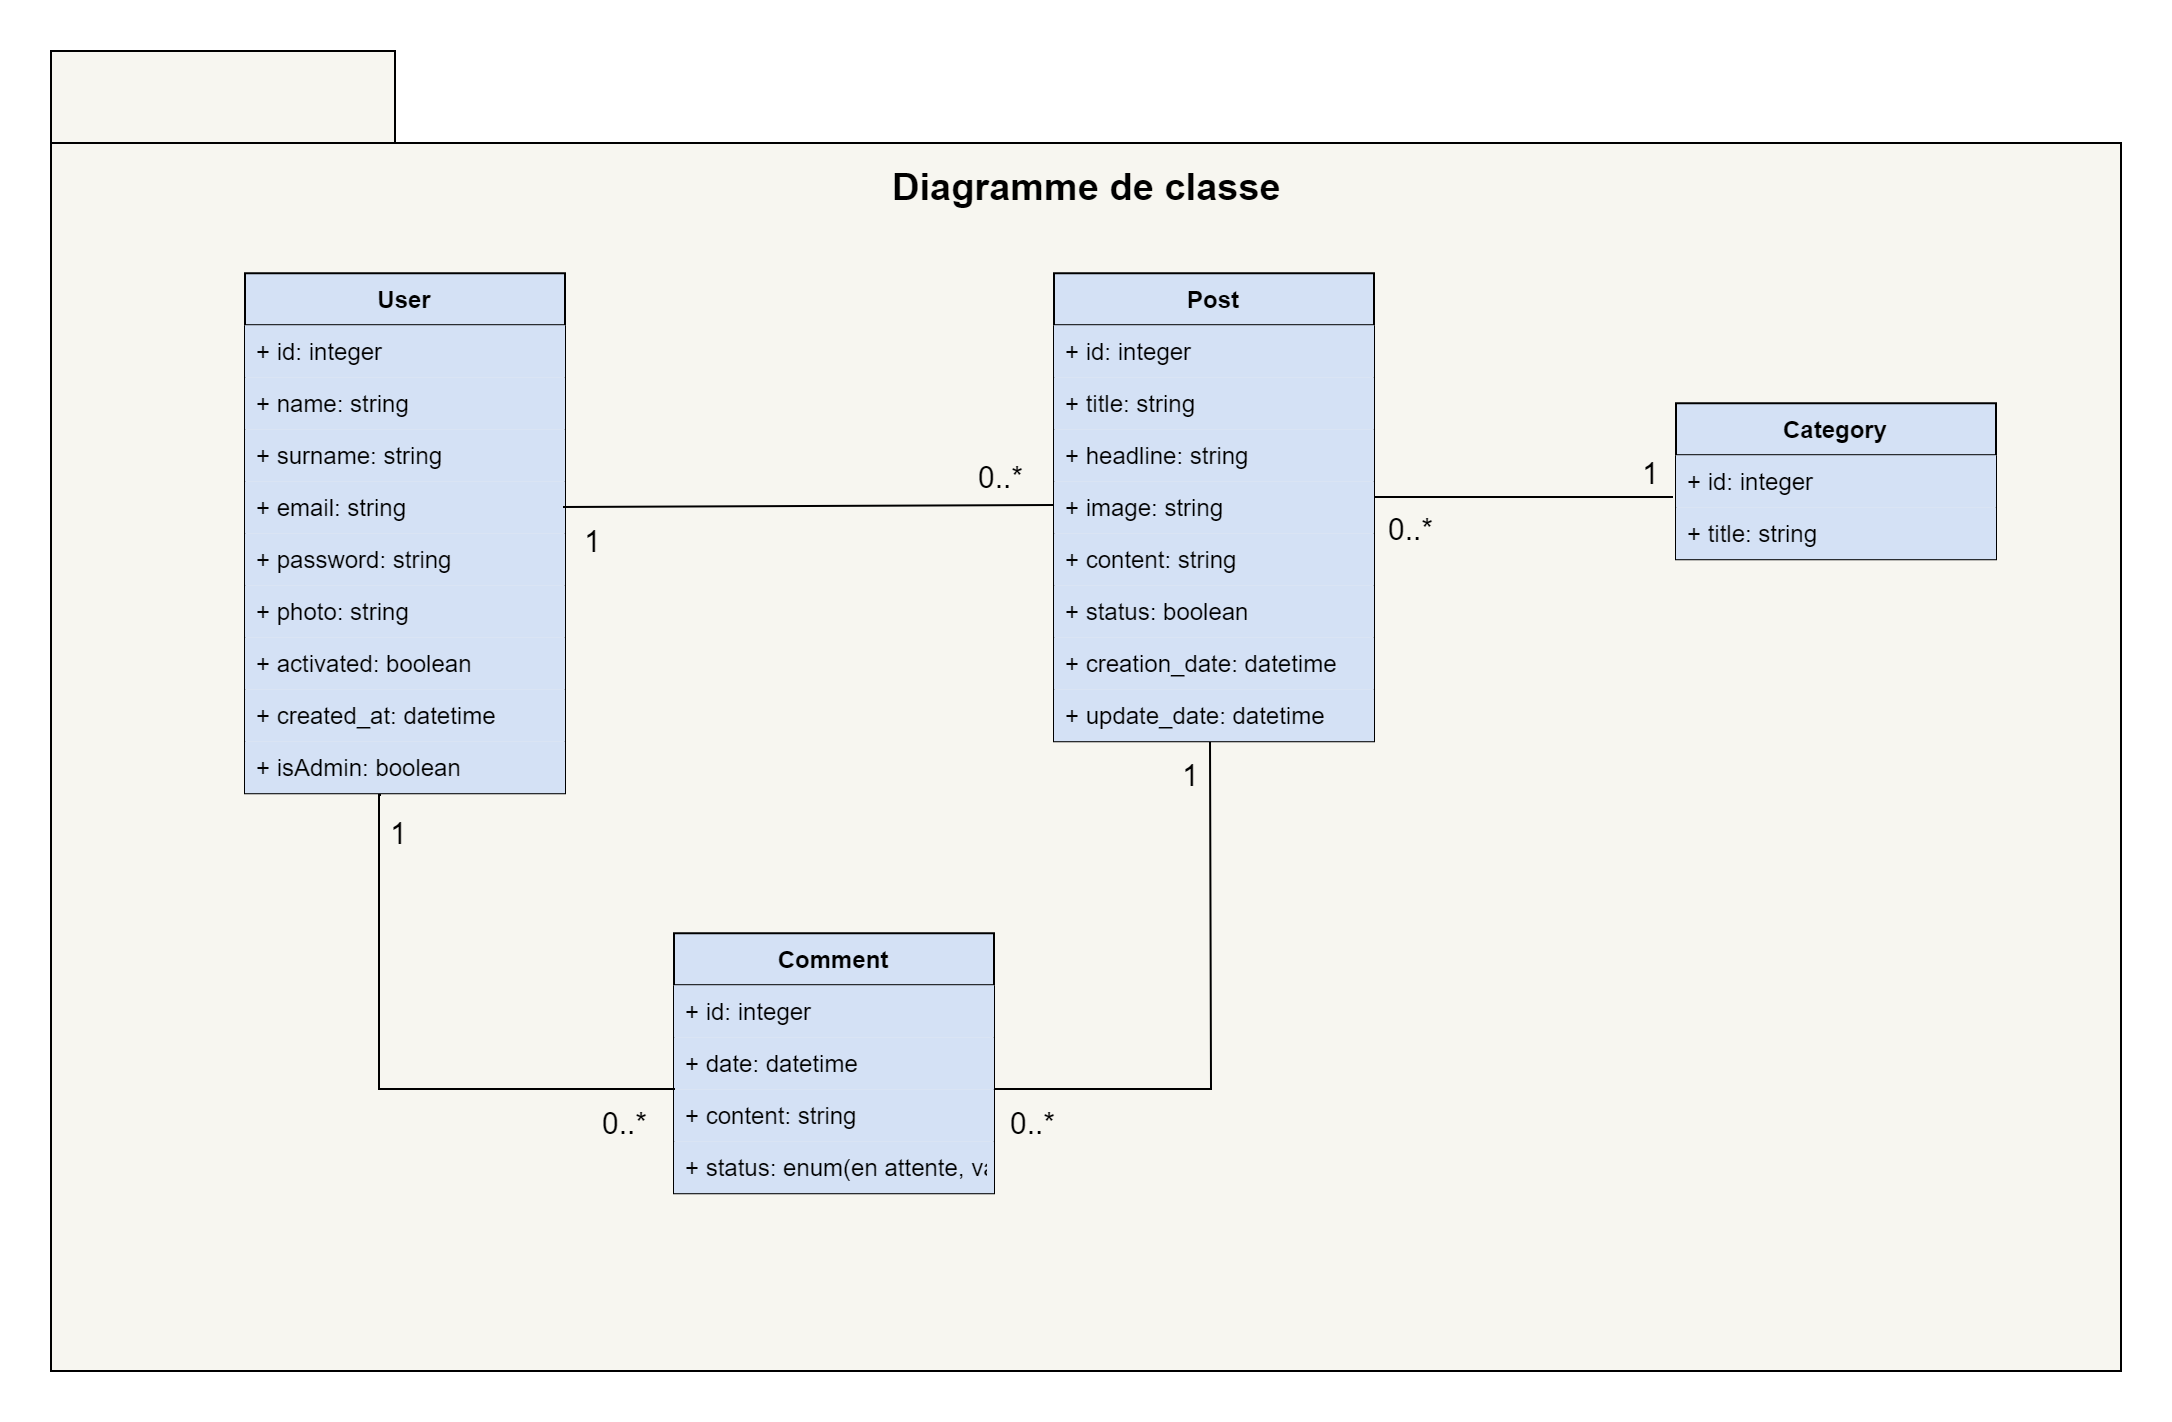 Diagramme de classe
User
+ id: integer
+ name: string
+ surname: string
+ email: string
+ password: string
+ photo: string
+ activated: boolean
+ created_at: datetime
+ isAdmin: boolean
1
0..*
1
Post
+ id: integer
+ title: string
+ headline: string
+ image: string
+ content: string
+ status: boolean
+ creation_date: datetime
+ update_date: datetime
1
0..*
1
Category
+ id: integer
+ title: string
Comment
+ id: integer
+ date: datetime
+ content: string
+ status: enum(en attente,
0..*
0..*